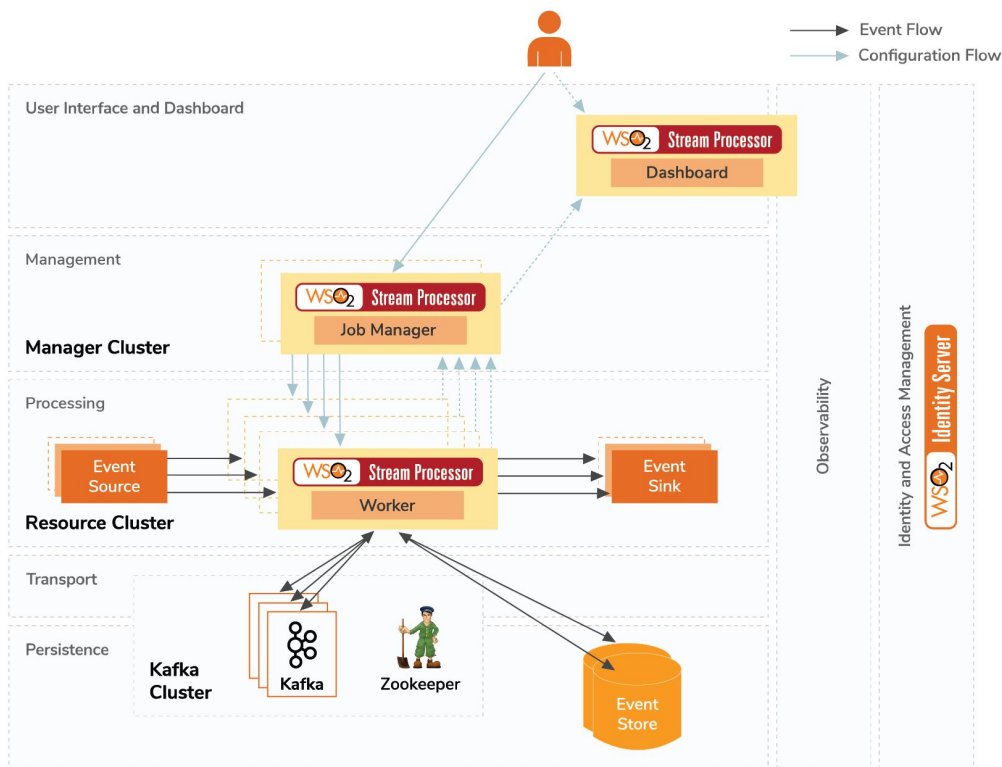 Event Flow
Configuration Flow
User Interface and Dashboard
WSO2 Stream Processor
Dashboard
Management
WSO2 Stream Processor
Job Manager
Manager Cluster
Processing
Event
Source
WSO2 Stream Processor
Worker
Event
Sink
Resource Cluster
Transport
Persistence
Kafka
Cluster
Kafka
Zookeeper
Event
Store
Observability
Identity and Access Management
WSO2 Identity Server